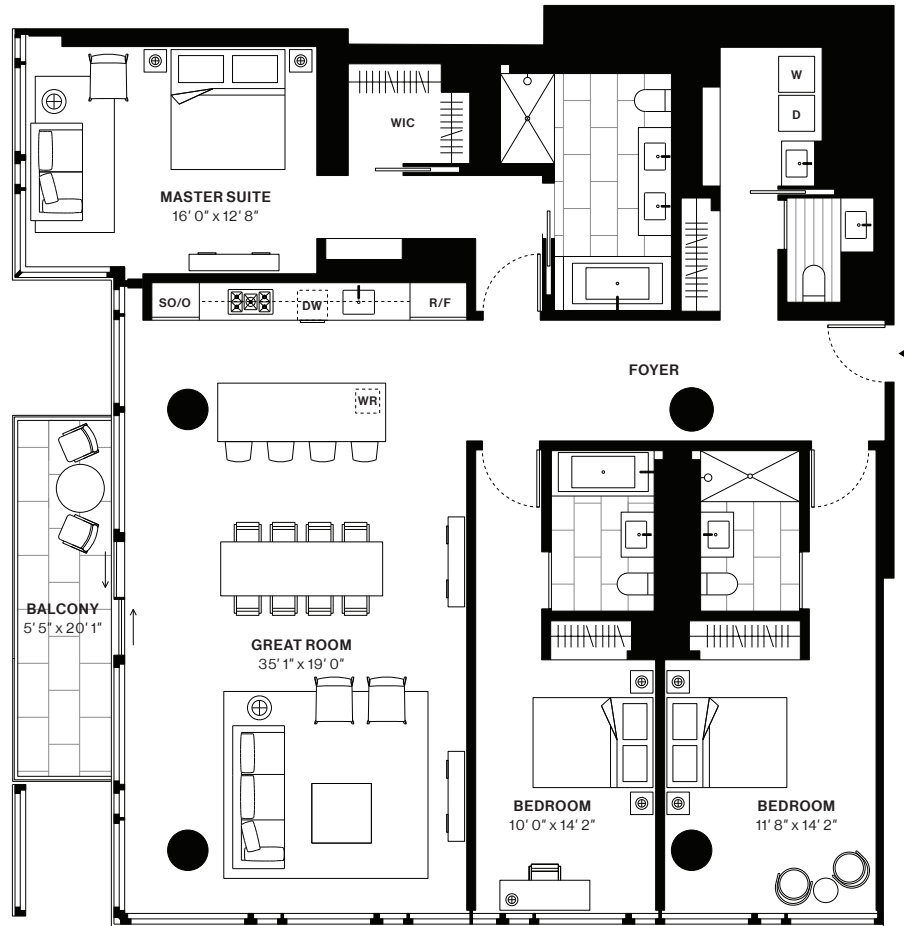 W
D
WIC
MASTER SUITE
16' 0" x 12' 8"
SO/O
DW
R/F
FOYER
WR
BALCONY
5' 5" x 20' 1"
GREAT ROOM
35' 1" x 19' 0"
BEDROOM
10' 0" x 14' 2"
BEDROOM
11' 8" x 14' 2"